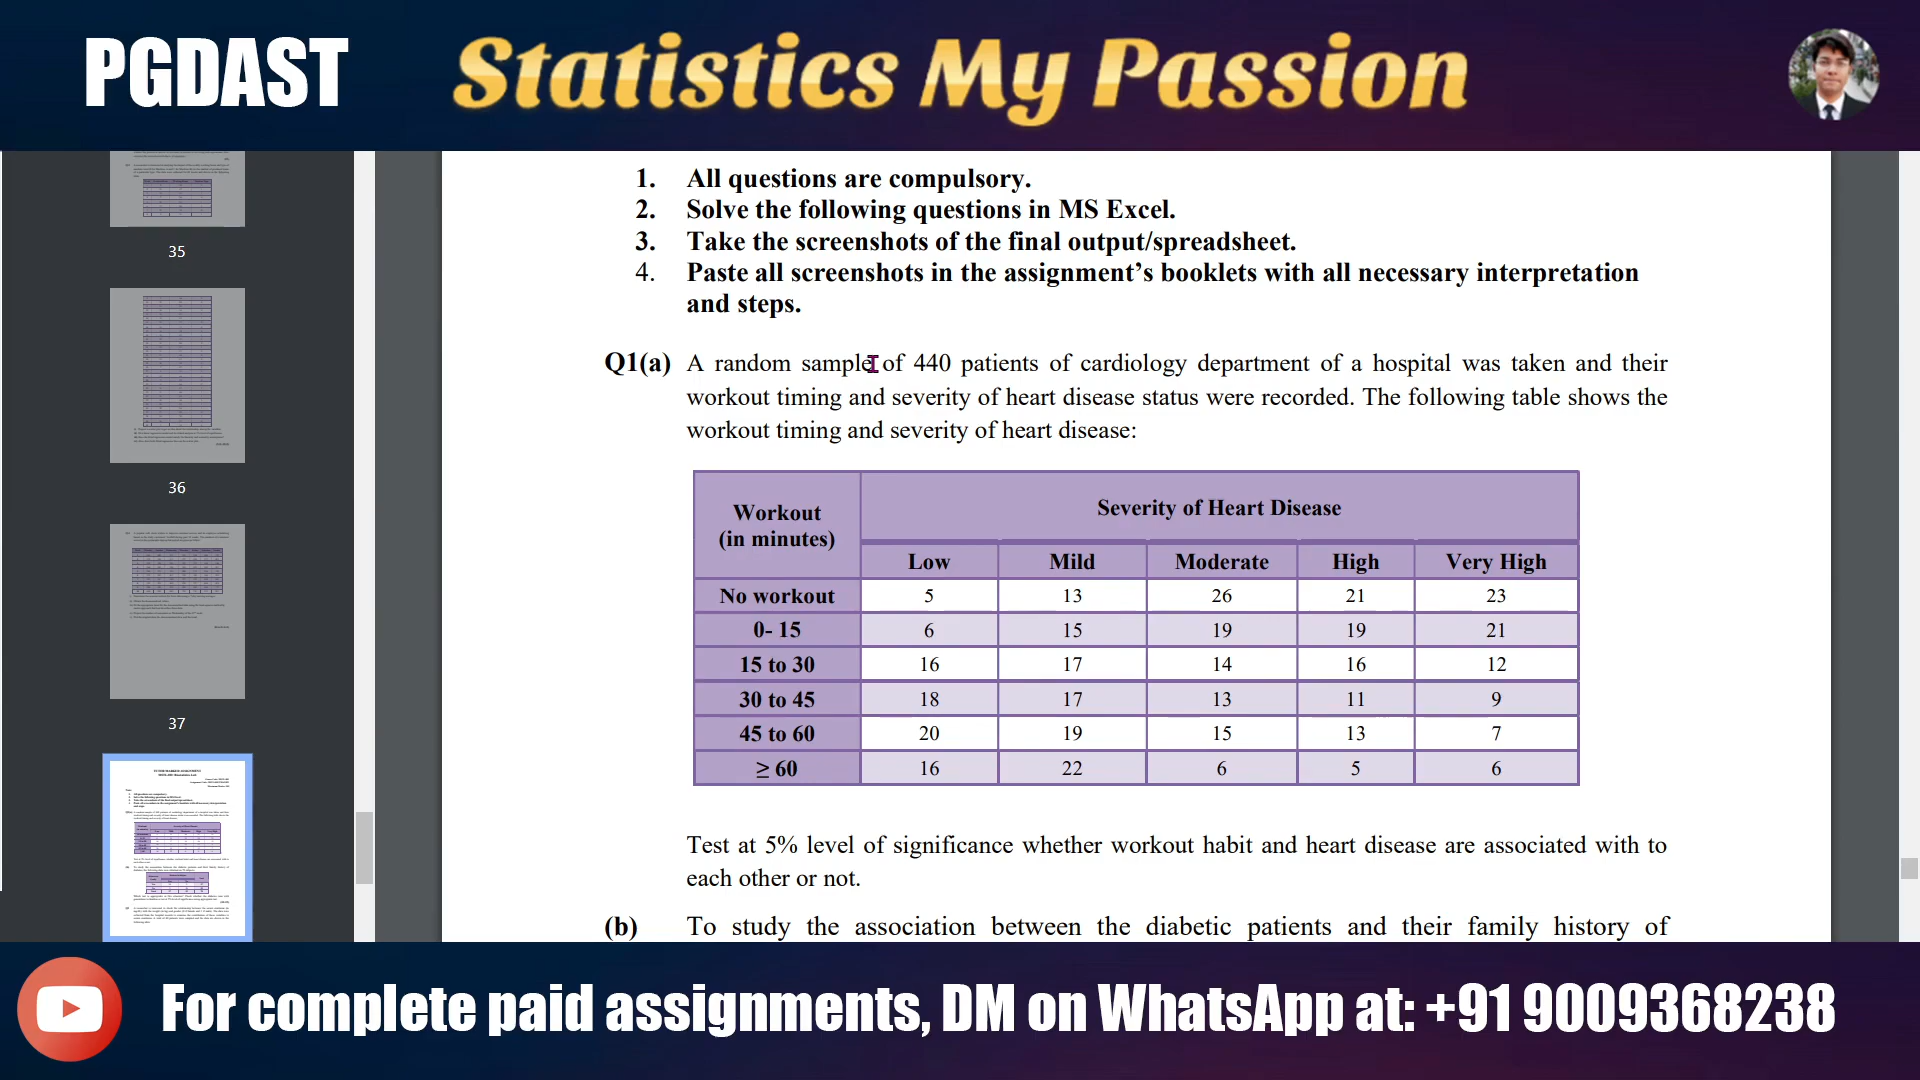 PGDAST
Statistics My Passion
1. All questions are compulsory.
2. Solve the following questions in MS Excel.
3. Take the screenshots of the final output/spreadsheet.
4. Paste all screenshots in the assignment’s booklets with all necessary interpretation
and steps.
Q1(a) A random sample of 440 patients of cardiology department of a hospital was taken and their
workout timing and severity of heart disease status were recorded. The following table shows the
workout timing and severity of heart disease:
Workout
(in minutes)
Severity of Heart Disease
Low Mild Moderate High Very High
No workout 5 13 26 21 23
0- 15 6 15 19 19 21
15 to 30 16 17 14 16 12
30 to 45 18 17 13 11 9
45 to 60 20 19 15 13 7
≥ 60 16 22 6 5 6
Test at 5% level of significance whether workout habit and heart disease are associated with to
each other or not.
(b) To study the association between the diabetic patients and their family history of
35
36
37
For complete paid assignments, DM on WhatsApp at: +91 9009368238